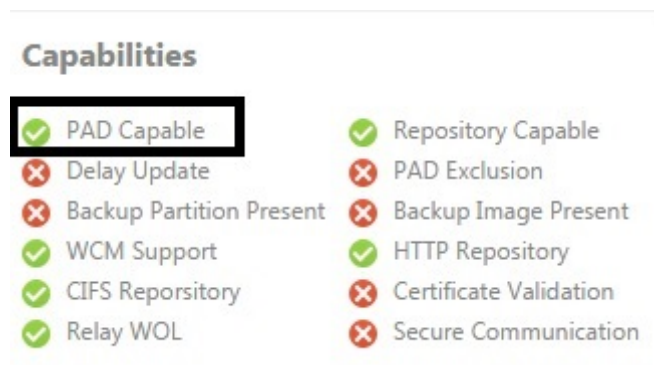 Capabilities
PAD Capable
Repository Capable
Delay Update
PAD Exclusion
Backup Partition Present
Backup Image Present
WCM Support
HTTP Repository
CIFS Reporsitory
Certificate Validation
Relay WOL
Secure Communication